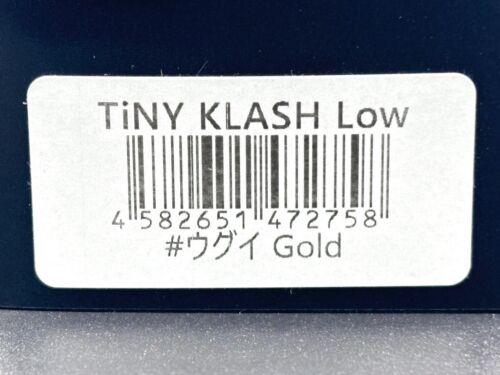 TiNY KLASH Low
4 582651 472758
#ウグイ Gold